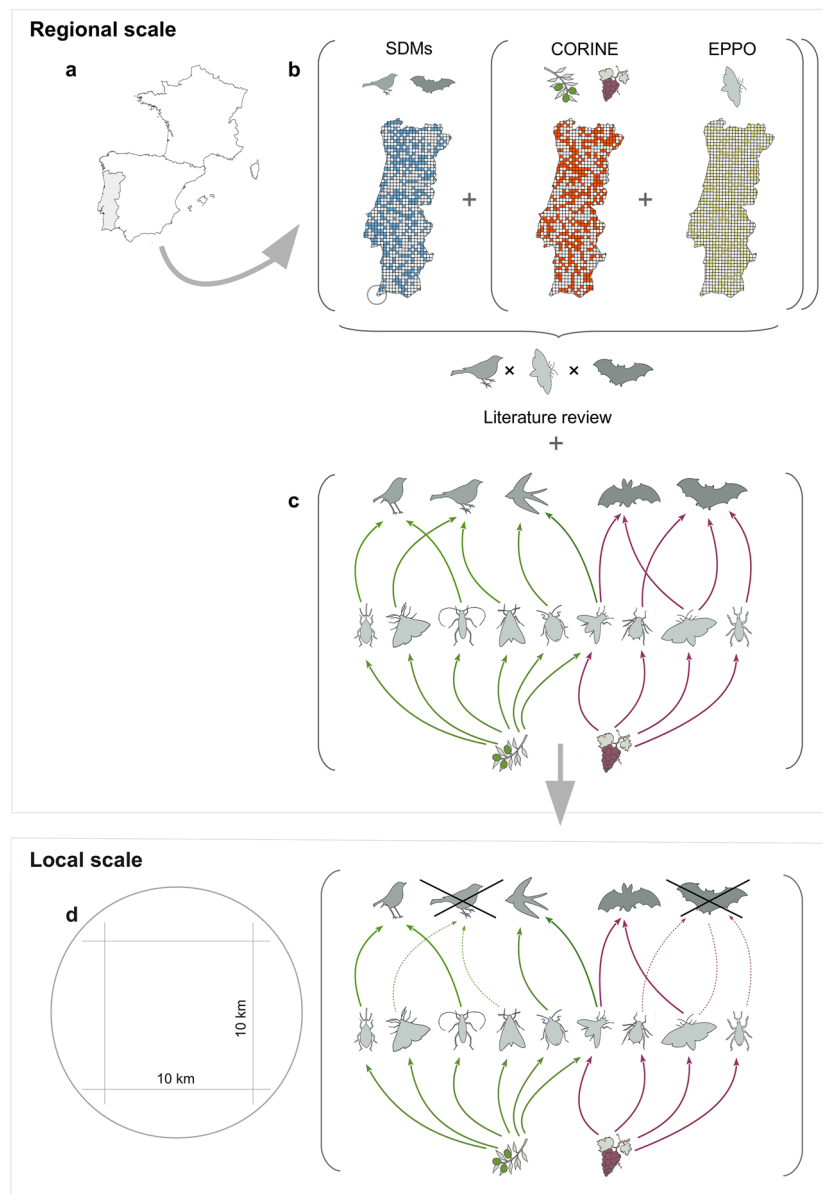 Regional scale
a
b
SDMs
CORINE
EPPO
+
+
× ×
Literature review
+
c
Local scale
d
10 km
10 km